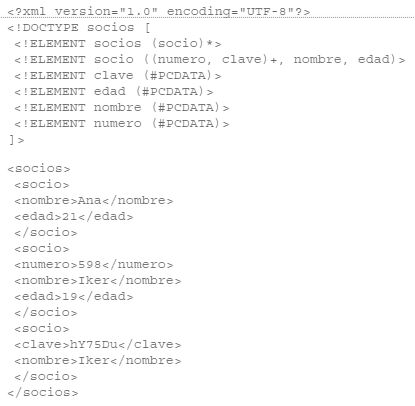 <?xml version="1.0" encoding="UTF-8"?>
<!DOCTYPE socios [
<!ELEMENT socios (socio)*>
<!ELEMENT socio ((numero, clave)+, nombre, edad)>
<!ELEMENT clave (#PCDATA)>
<!ELEMENT edad (#PCDATA)>
<!ELEMENT nombre (#PCDATA)>
<!ELEMENT numero (#PCDATA)>
]>
<socios>
<socio>
<nombre>Ana</nombre>
<edad>21</edad>
</socio>
<socio>
<numero>598</numero>
<nombre>Iker</nombre>
<edad>19</edad>
</socio>
<socio>
<clave>hY75Du</clave>
<nombre>Iker</nombre>
</socio>
</socios>